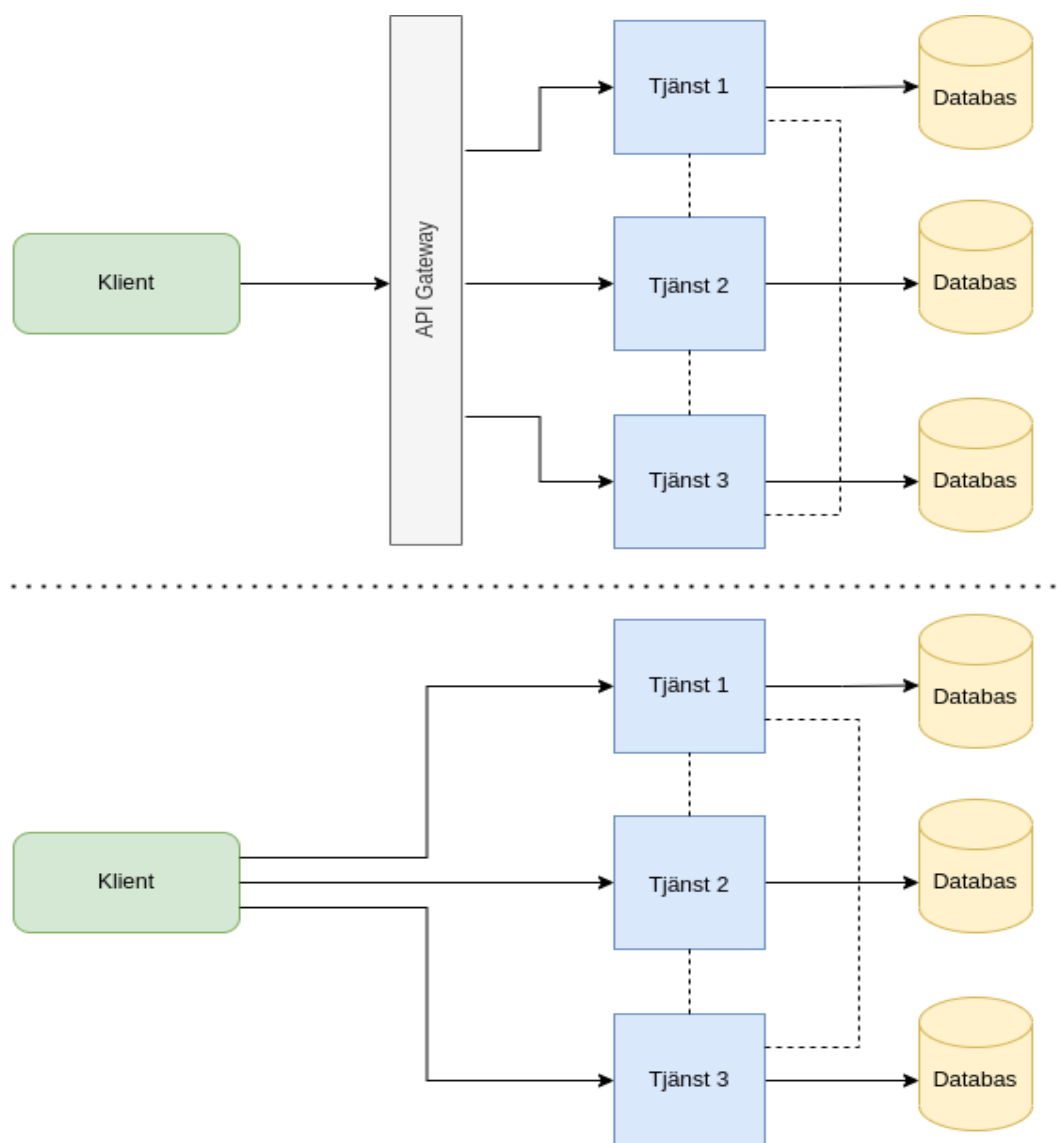 Tjänst 1
Databas
API Gateway
Klient
Tjänst 2
Databas
Tjänst 3
Databas
Tjänst 1
Databas
Klient
Tjänst 2
Databas
Tjänst 3
Databas